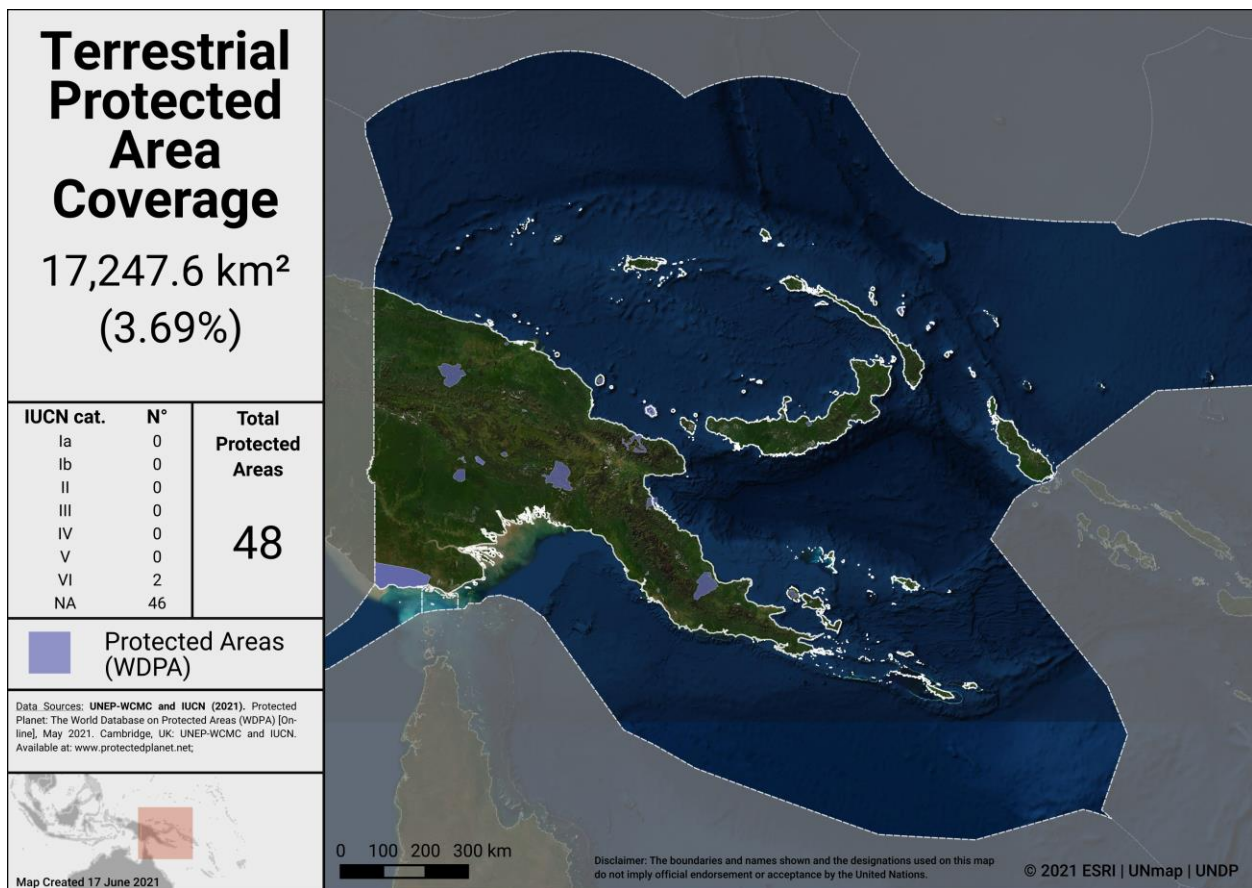 Terrestrial
Protected
Area
Coverage
17,247.6 km²
(3.69%)
IUCN cat. N°
Ia 0
Ib 0
II 0
III 0
IV 0
V 0
VI 2
NA 46
Total
Protected
Areas
48
Protected Areas
(WDPA)
Data Sources: UNEP-WCMC and IUCN (2021). Protected
Planet: The World Database on Protected Areas (WDPA) [On-
line], May 2021. Cambridge, UK: UNEP-WCMC and IUCN.
Available at: www.protectedplanet.net;
Map Created 17 June 2021
0 100 200 300 km
Disclaimer: The boundaries and names shown and the designations used on this map
do not imply official endorsement or acceptance by the United Nations.
© 2021 ESRI | UNmap | UNDP